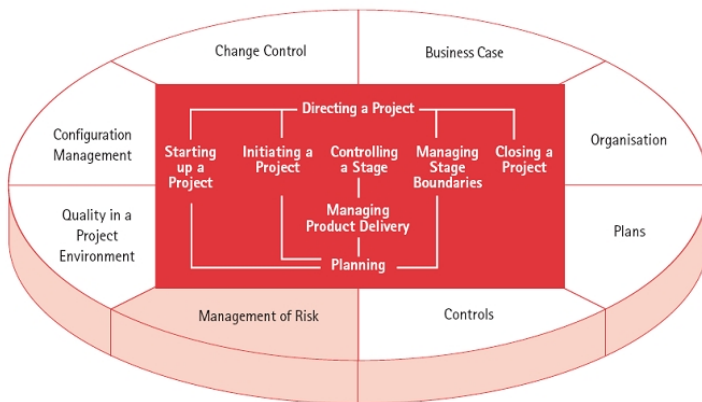 Change Control
Business Case
Configuration
Management
Organisation
Quality in a
Project
Environment
Plans
Management of Risk
Controls
Directing a Project
Starting
up a
Project
Initiating a
Project
Controlling
a Stage
Managing
Stage
Boundaries
Closing a
Project
Managing
Product Delivery
Planning